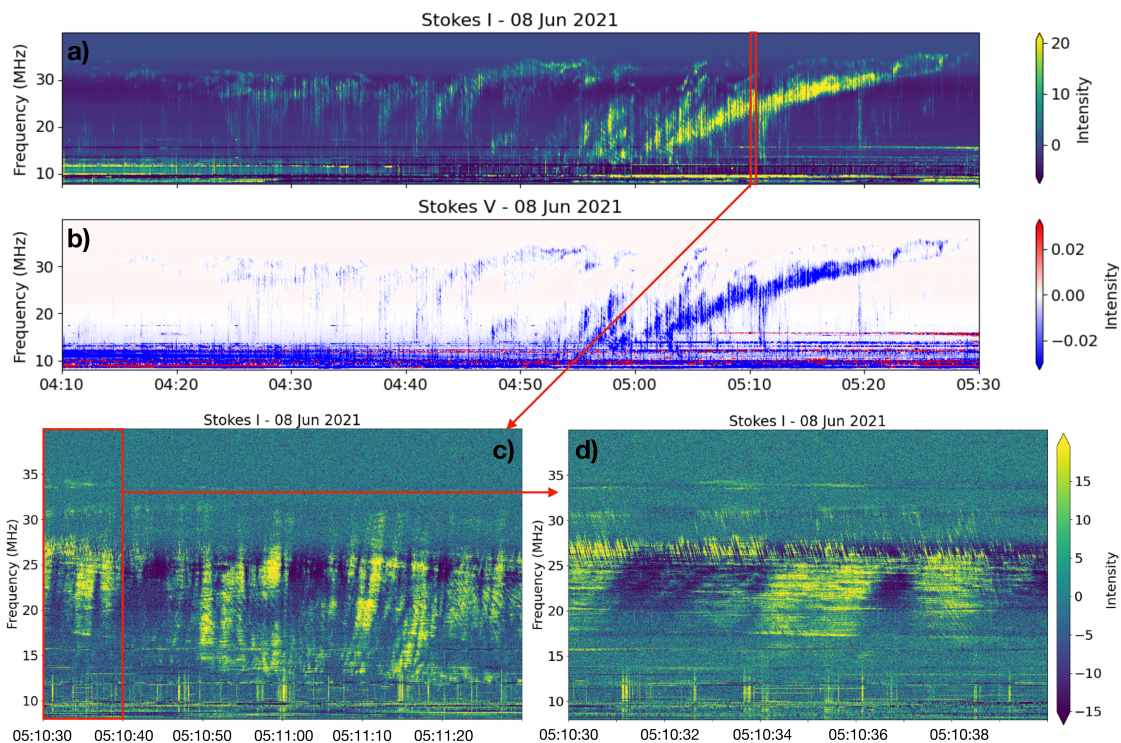 Stokes I - 08 Jun 2021
a)
Frequency (MHz)
30
20
10
20
10
0
Intensity
Stokes V - 08 Jun 2021
b)
Frequency (MHz)
30
20
10
0.02
0.00
−0.02
Intensity
04:10 04:20 04:30 04:40 04:50 05:00 05:10 05:20 05:30
Stokes I - 08 Jun 2021
c)
Frequency (MHz)
35
30
25
20
15
10
05:10:30 05:10:40 05:10:50 05:11:00 05:11:10 05:11:20
Stokes I - 08 Jun 2021
d)
Frequency (MHz)
35
30
25
20
15
10
05:10:30 05:10:32 05:10:34 05:10:36 05:10:38
15
10
5
0
−5
−10
−15
Intensity